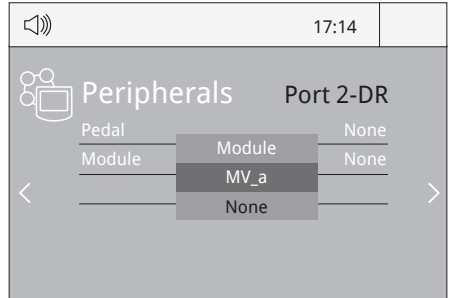 17:14
Peripherals Port 2-DR
Pedal None
Module None
Module
MV_a
None